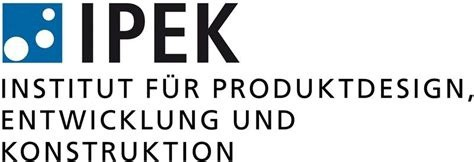 IPEK
INSTITUT FÜR PRODUKTDESIGN,
ENTWICKLUNG UND
KONSTRUKTION